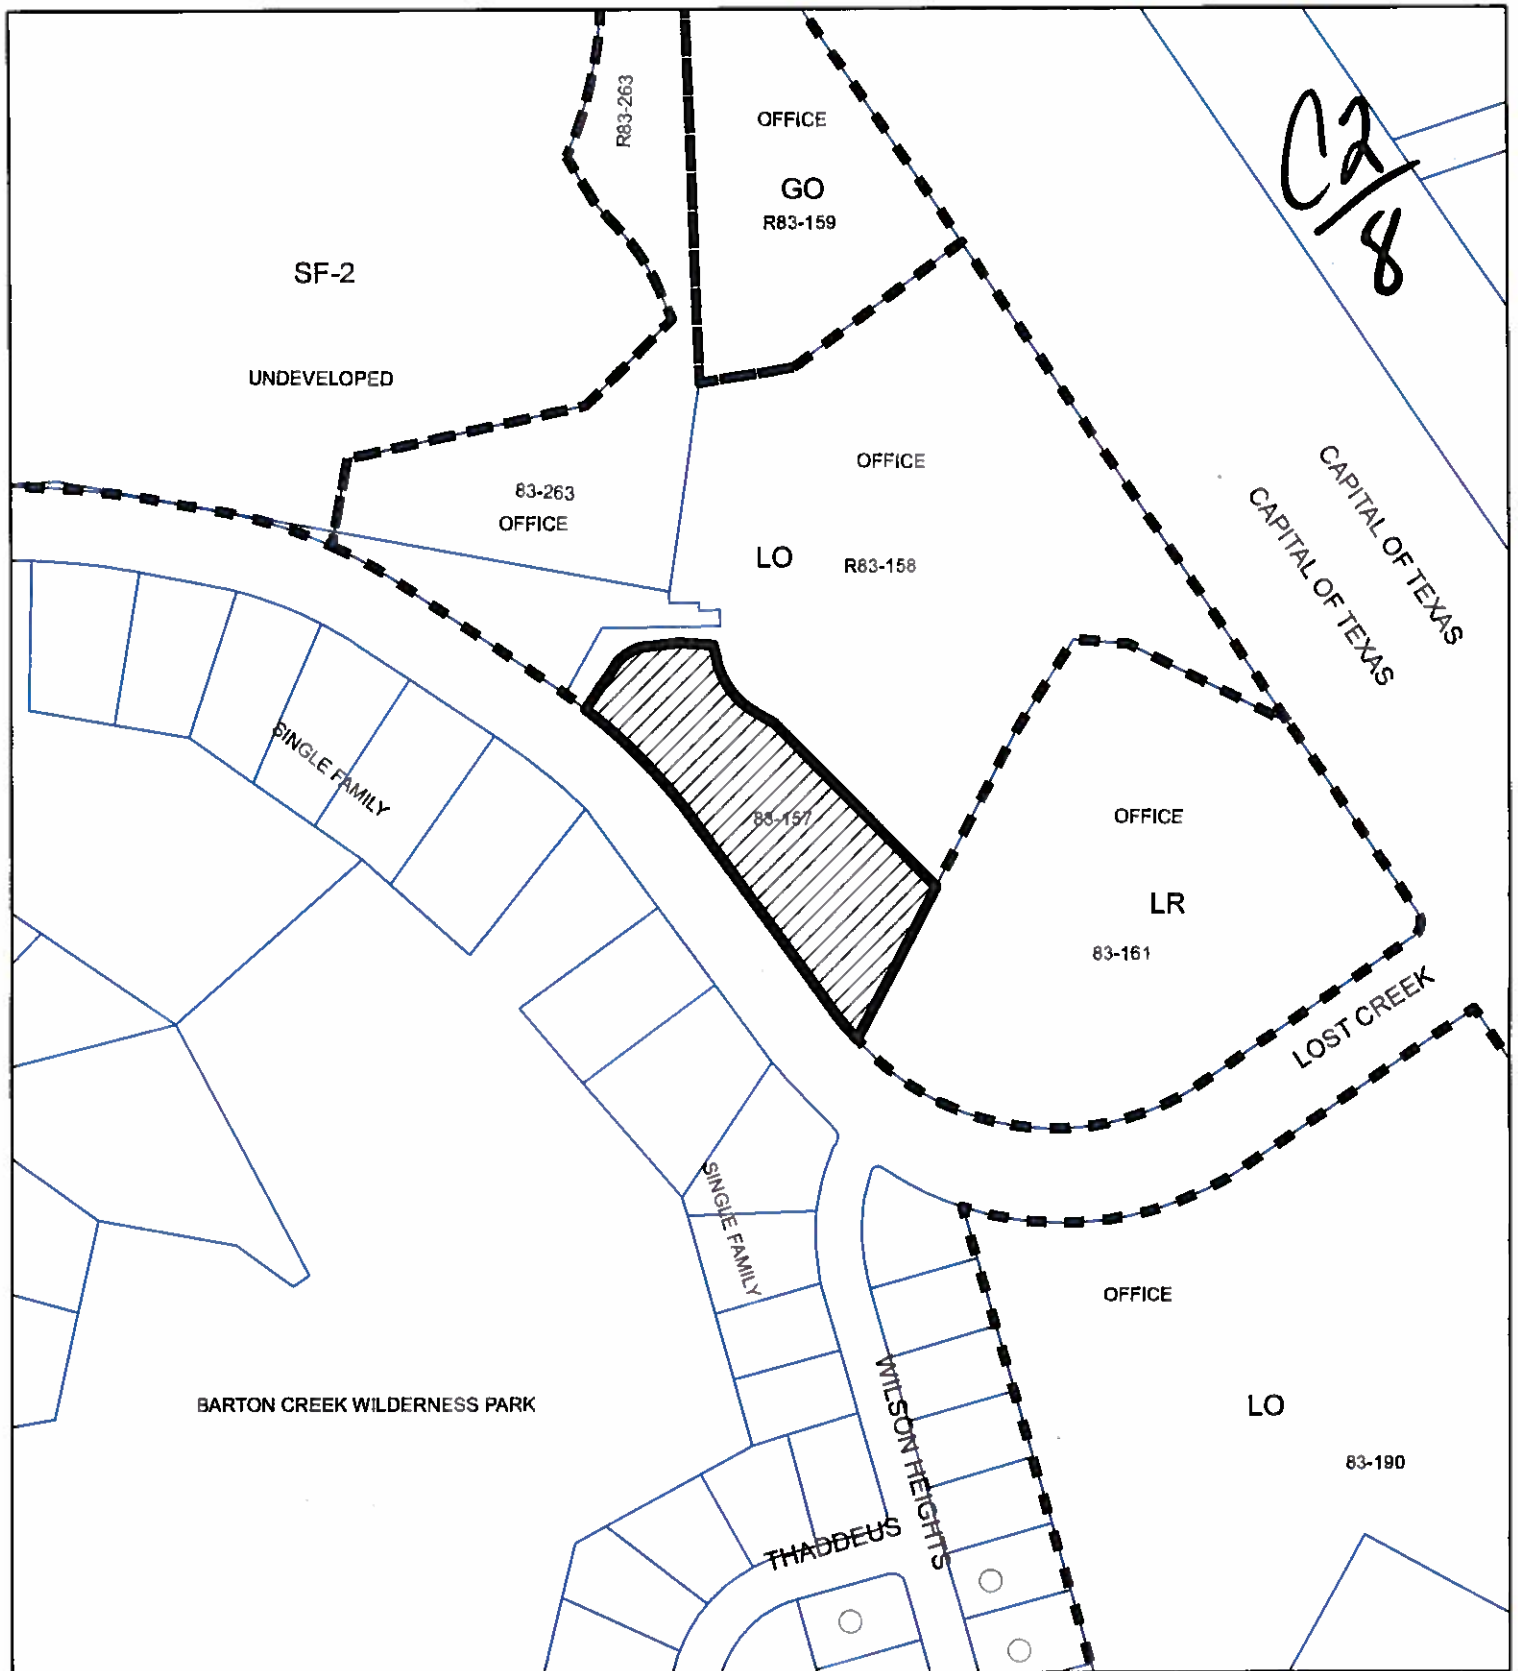 R83-263
OFFICE
GO
R83-159
C2/8
SF-2
UNDEVELOPED
83-263
OFFICE
OFFICE
LO
R83-158
CAPITAL OF TEXAS
CAPITAL OF TEXAS
SINGLE FAMILY
83-157
OFFICE
LR
83-161
LOST CREEK
SINGLE FAMILY
OFFICE
BARTON CREEK WILDERNESS PARK
WILSON HEIGHTS
LO
83-190
THADDEUS